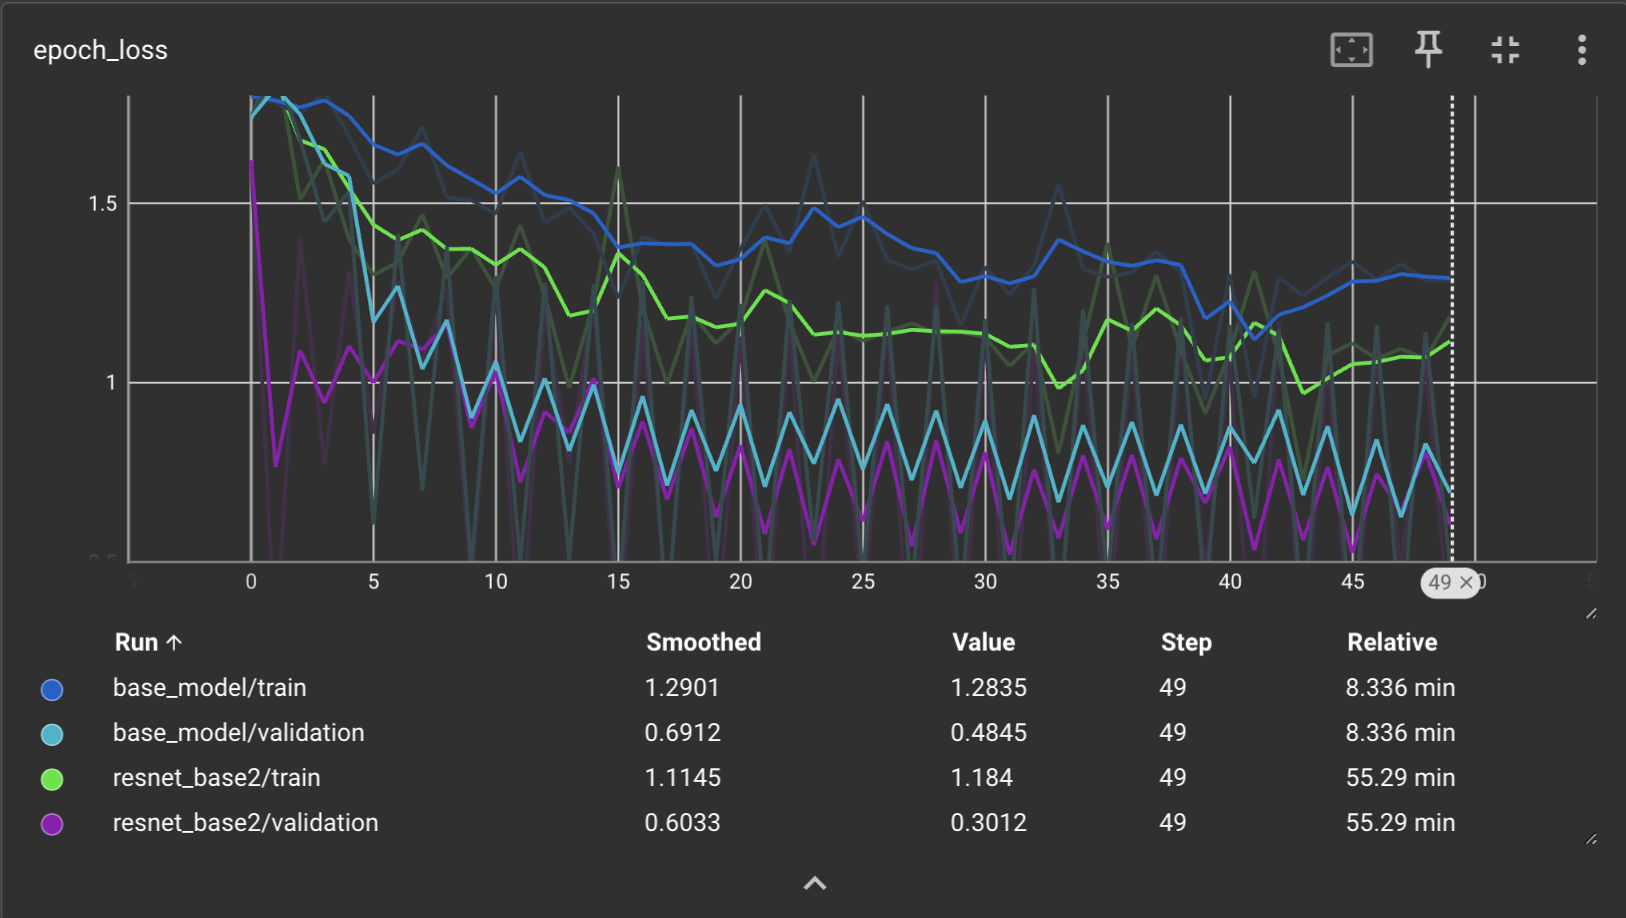 epoch_loss
1.5
1
0 5 10 15 20 25 30 35 40 45 49 × 0
Run ↑ Smoothed Value Step Relative
base_model/train 1.2901 1.2835 49 8.336 min
base_model/validation 0.6912 0.4845 49 8.336 min
resnet_base2/train 1.1145 1.184 49 55.29 min
resnet_base2/validation 0.6033 0.3012 49 55.29 min